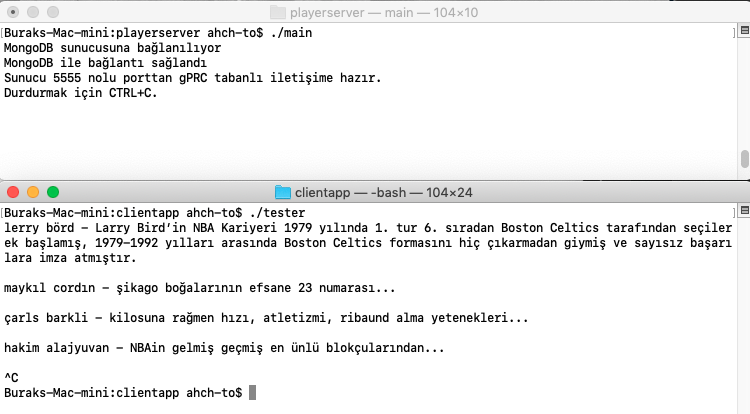 playerserver — main — 104×10
[Buraks-Mac-mini:playerserver ahch-to$ ./main ]
MongoDB sunucusuna bağlanılıyor
MongoDB ile bağlantı sağlandı
Sunucu 5555 nolu porttan gPRC tabanlı iletişime hazır.
Durdurmak için CTRL+C.
clientapp — -bash — 104×24
[Buraks-Mac-mini:clientapp ahch-to$ ./tester ]
lerry börd - Larry Bird’in NBA Kariyeri 1979 yılında 1. tur 6. sıradan Boston Celtics tarafından seçiler
ek başlamış, 1979-1992 yılları arasında Boston Celtics formasını hiç çıkarmadan giymiş ve sayısız başarı
lara imza atmıştır.
maykıl cordın - şikago boğalarının efsane 23 numarası...
çarls barkli - kilosuna rağmen hızı, atletizmi, ribaund alma yetenekleri...
hakim alajyuvan - NBAin gelmiş geçmiş en ünlü blokçularından...
^C
Buraks-Mac-mini:clientapp ahch-to$